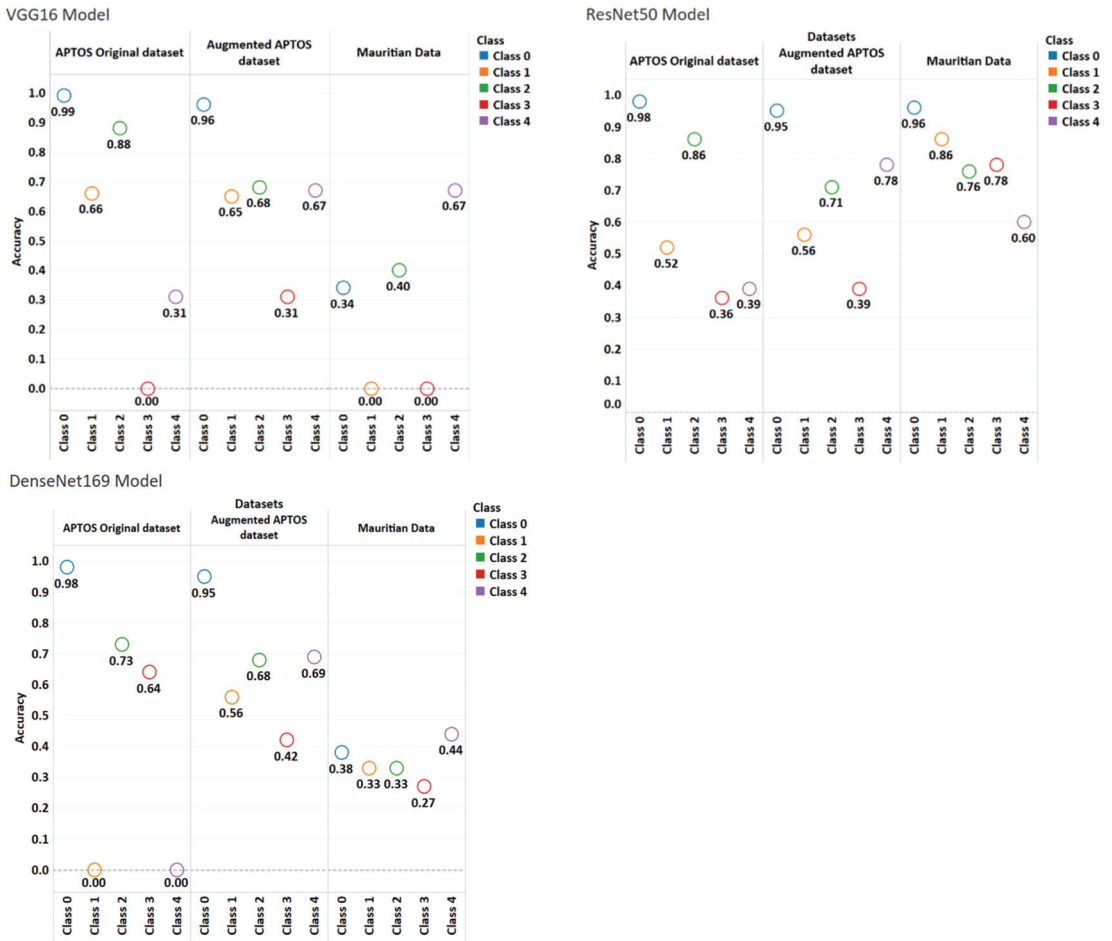 VGG16 Model
APTOS Original dataset
Augmented APTOS
dataset
Mauritian Data
Class
Class 0
Class 1
Class 2
Class 3
Class 4
Accuracy
1.0
0.9
0.8
0.7
0.6
0.5
0.4
0.3
0.2
0.1
0.0
0.99
0.66
0.88
0.00
0.31
0.96
0.65
0.68
0.31
0.67
0.34
0.00
0.40
0.00
0.67
Class 0
Class 1
Class 2
Class 3
Class 4
Class 0
Class 1
Class 2
Class 3
Class 4
Class 0
Class 1
Class 2
Class 3
Class 4
ResNet50 Model
Datasets
APTOS Original dataset
Augmented APTOS
dataset
Mauritian Data
Class
Class 0
Class 1
Class 2
Class 3
Class 4
Accuracy
1.0
0.9
0.8
0.7
0.6
0.5
0.4
0.3
0.2
0.1
0.0
0.98
0.52
0.86
0.36
0.39
0.95
0.56
0.71
0.39
0.78
0.96
0.86
0.76
0.78
0.60
Class 0
Class 1
Class 2
Class 3
Class 4
Class 0
Class 1
Class 2
Class 3
Class 4
Class 0
Class 1
Class 2
Class 3
Class 4
DenseNet169 Model
Datasets
APTOS Original dataset
Augmented APTOS
dataset
Mauritian Data
Class
Class 0
Class 1
Class 2
Class 3
Class 4
Accuracy
1.0
0.9
0.8
0.7
0.6
0.5
0.4
0.3
0.2
0.1
0.0
0.98
0.00
0.73
0.64
0.00
0.95
0.56
0.68
0.42
0.69
0.38
0.33
0.33
0.27
0.44
Class 0
Class 1
Class 2
Class 3
Class 4
Class 0
Class 1
Class 2
Class 3
Class 4
Class 0
Class 1
Class 2
Class 3
Class 4